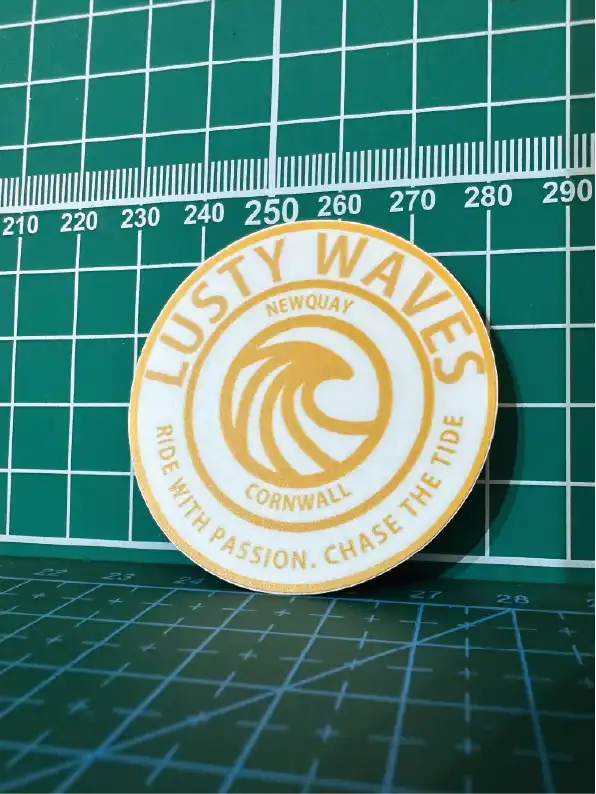 210 220 230 240 250 260 270 280 290
LUSTY WAVES
NEWQUAY
CORNWALL
RIDE WITH PASSION. CHASE THE TIDE
22 23 24 27 28